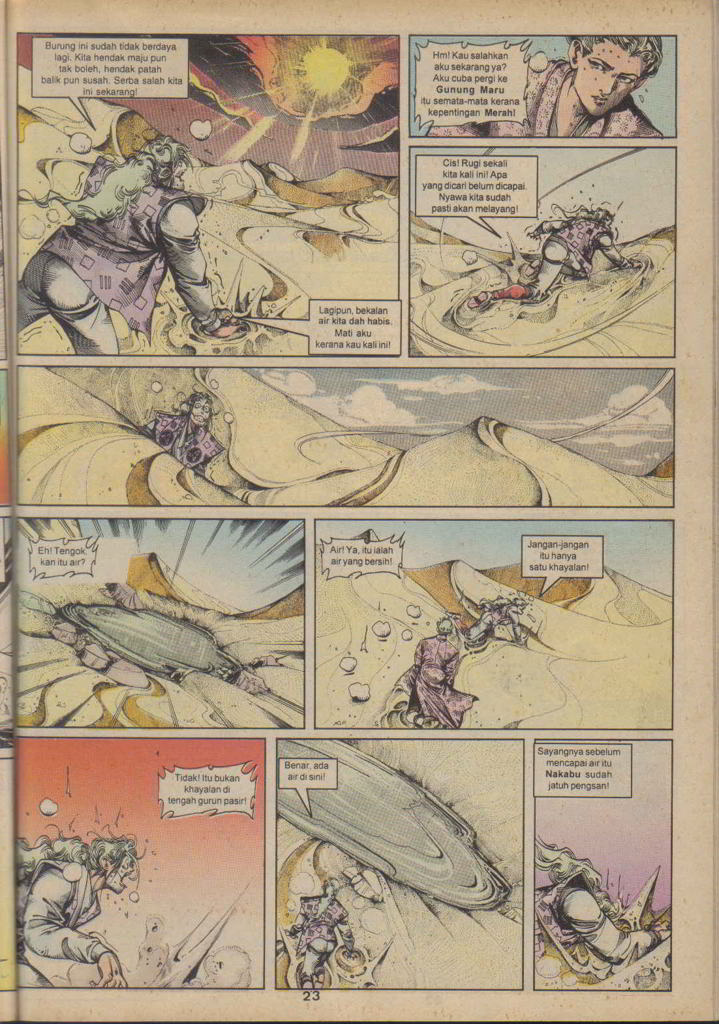 Burung ini sudah tidak berdaya
lagi. Kita hendak maju pun
tak boleh, hendak patah
balik pun susah. Serba salah kita
ini sekarang!
Lagipun, bekalan
air kita dah habis.
Mati aku
kerana kau kali ini!
Hm! Kau salahkan
aku sekarang ya?
Aku cuba pergi ke
Gunung Maru
itu semata-mata kerana
kepentingan Merah!
Cis! Rugi sekali
kita kali ini! Apa
yang dicari belum dicapai.
Nyawa kita sudah
pasti akan melayang!
Eh! Tengok,
kan itu air?
Air! Ya, itu ialah
air yang bersih!
Jangan-jangan
itu hanya
satu khayalan!
Tidak! Itu bukan
khayalan di
tengah gurun pasir!
Benar, ada
air di sini!
Sayangnya sebelum
mencapai air itu
Nakabu sudah
jatuh pengsan!
23